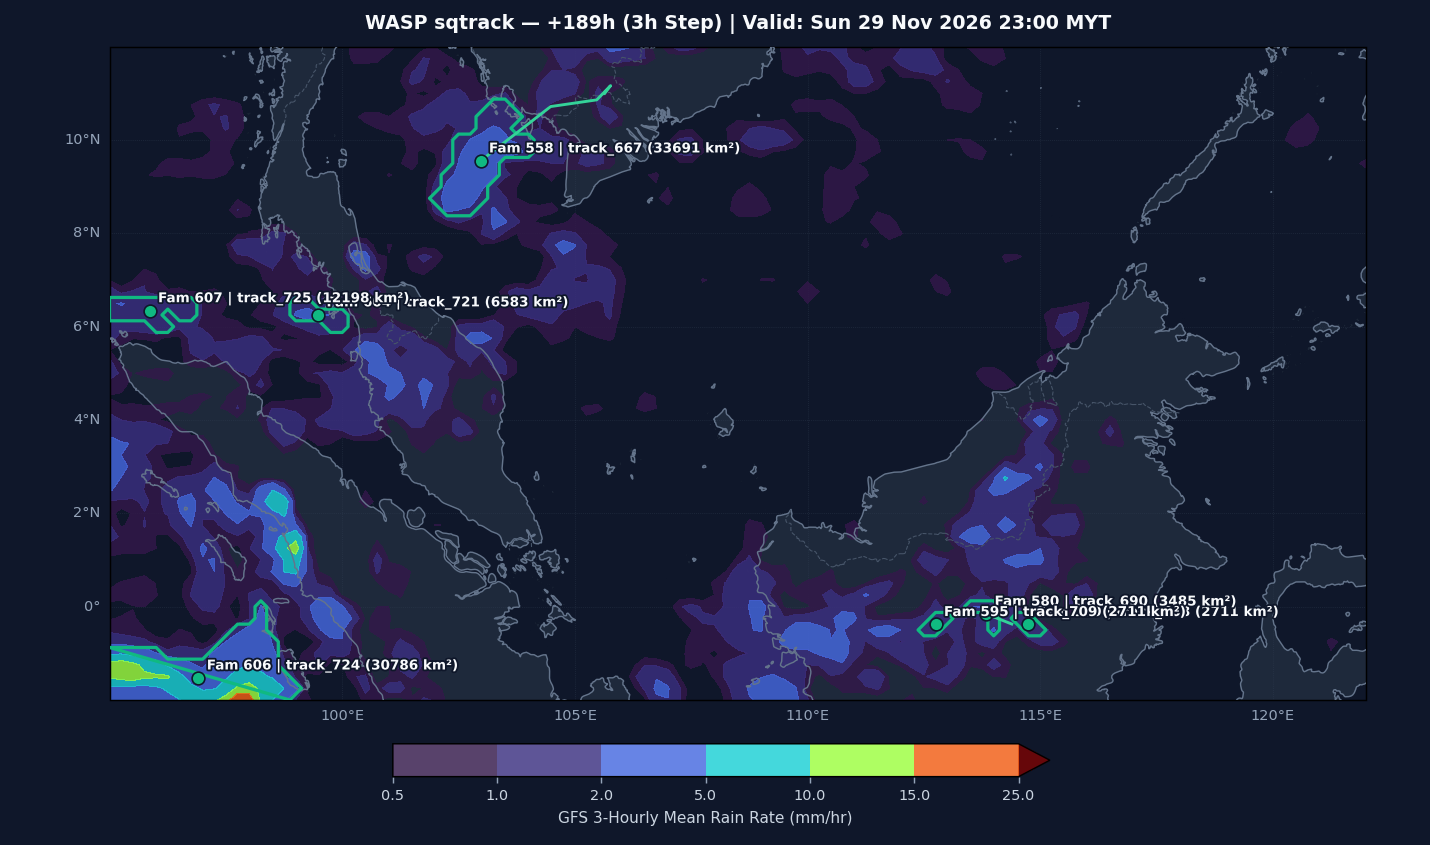 WASP sqtrack — +189h (3h Step) | Valid: Sun 29 Nov 2026 23:00 MYT
10°N
Fam 558 | track_667 (33691 km²)
8°N
Fam 607 | track_725 (12198 km²)
track_721 (6583 km²)
6°N
4°N
2°N
Fam 580 | track_690 (3485 km²)
0°
Fam 595 | track_709 (2711 km²)
(2711 km²)
Fam 606 | track_724 (30786 km²)
100°E 105°E 110°E 115°E 120°E
0.5 1.0 2.0 5.0 10.0 15.0 25.0
GFS 3-Hourly Mean Rain Rate (mm/hr)